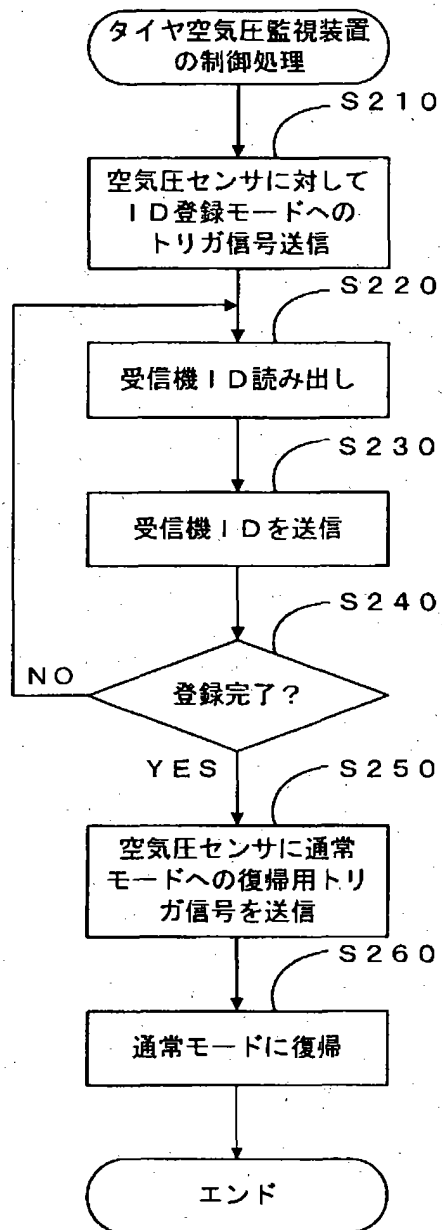 タイヤ空気圧監視装置
の制御処理
S210
空気圧センサに対して
ID登録モードへの
トリガ信号送信
S220
受信機ID読み出し
S230
受信機IDを送信
S240
登録完了?
NO
YES
S250
空気圧センサに通常
モードへの復帰用トリ
ガ信号を送信
S260
通常モードに復帰
エンド